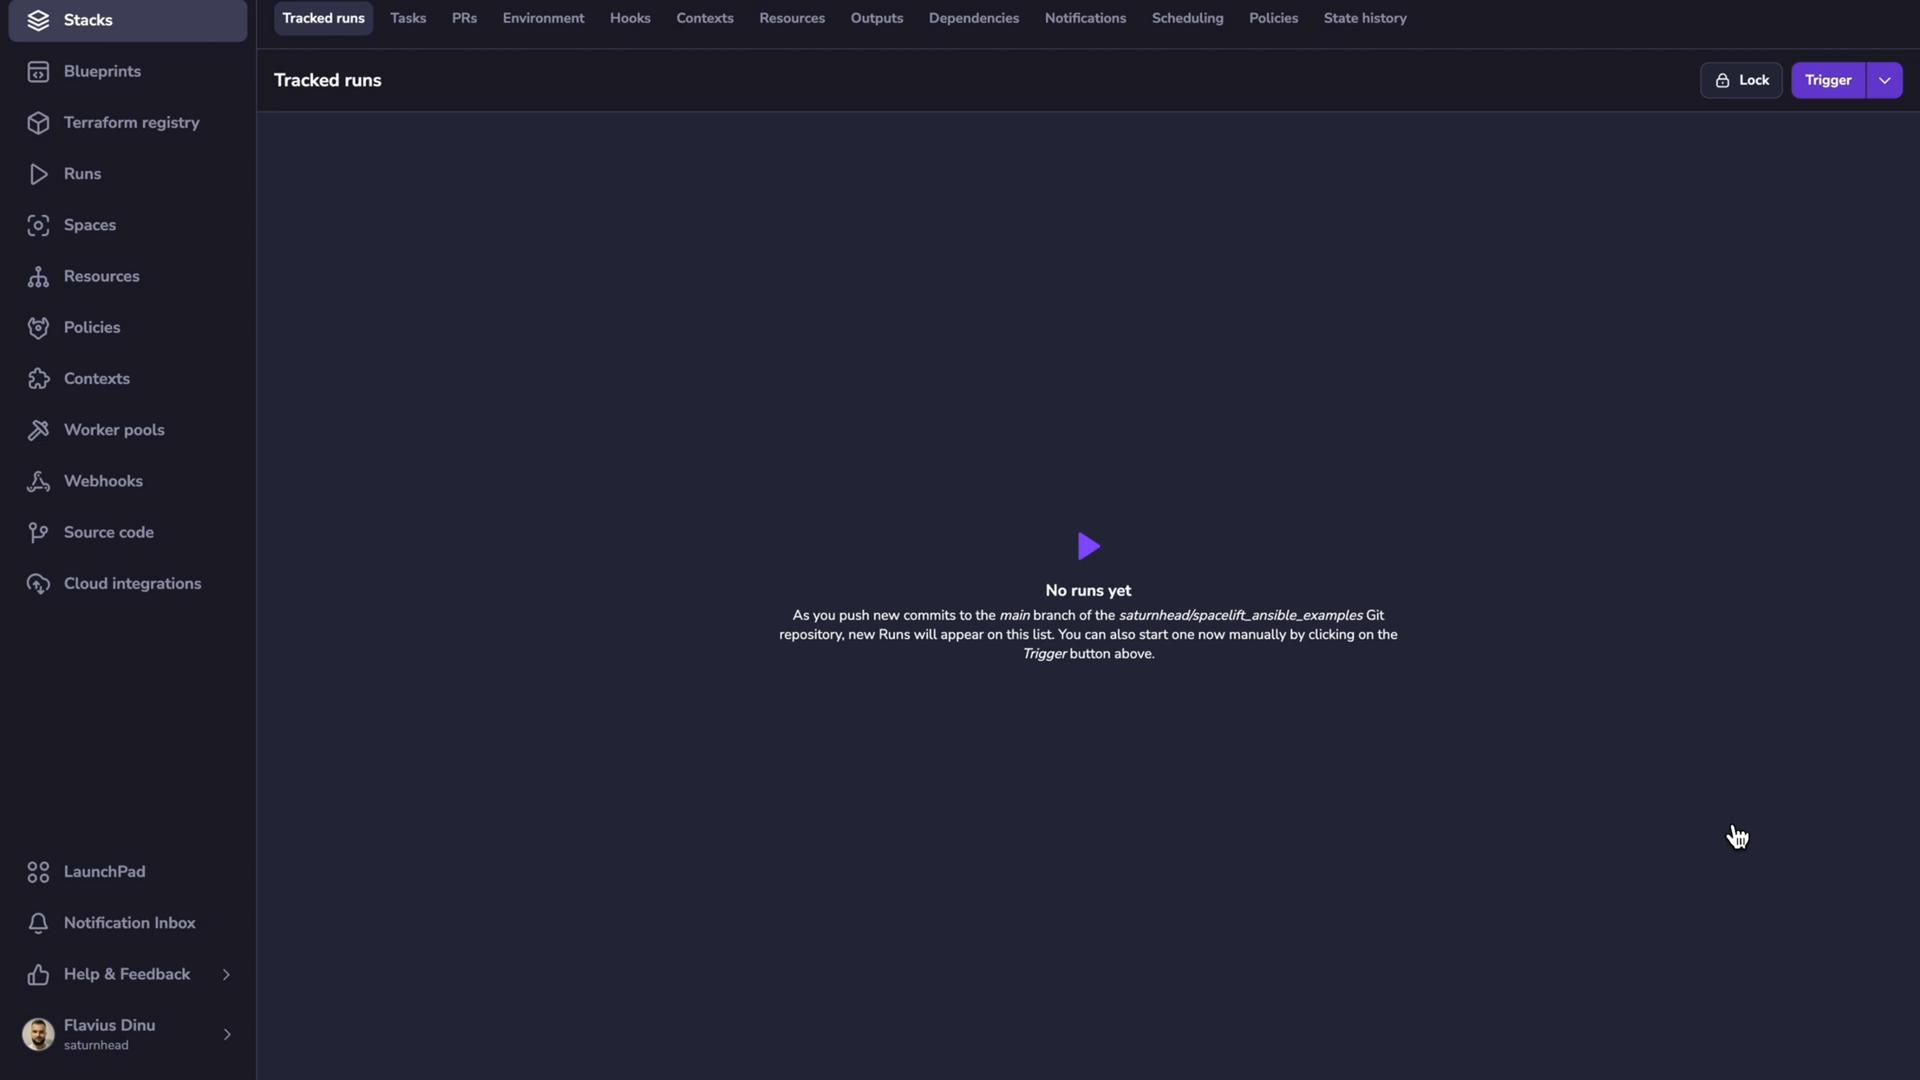 Stacks
Blueprints
Terraform registry
Runs
Spaces
Resources
Policies
Contexts
Worker pools
Webhooks
Source code
Cloud integrations
LaunchPad
Notification Inbox
Help & Feedback
Flavius Dinu
saturnhead
Tracked runs Tasks PRs Environment Hooks Contexts Resources Outputs Dependencies Notifications Scheduling Policies State history
Tracked runs Lock Trigger
No runs yet
As you push new commits to the main branch of the saturnhead/spacelift_ansible_examples Git
repository, new Runs will appear on this list. You can also start one now manually by clicking on the
Trigger button above.